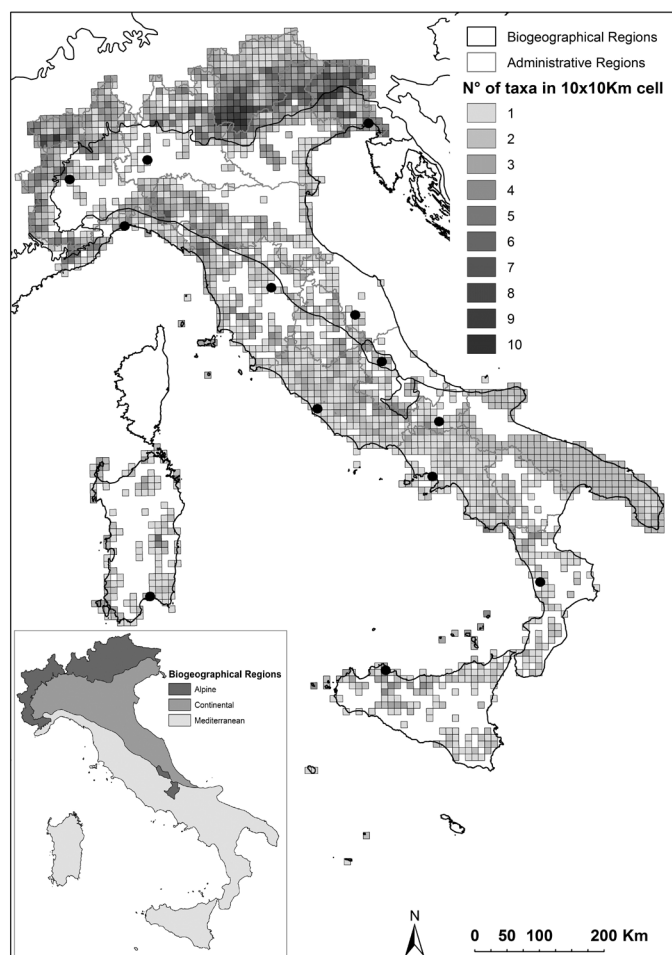 Biogeographical Regions
Administrative Regions
N° of taxa in 10x10Km cell
1
2
3
4
5
6
7
8
9
10
Biogeographical Regions
Alpine
Continental
Mediterranean
N
0 50 100 200 Km